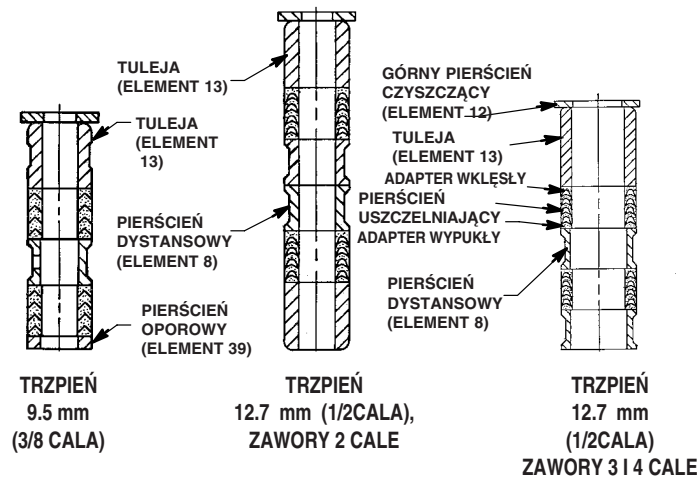 TULEJA
(ELEMENT
13)
PIERŚCIEŃ
OPOROWY
(ELEMENT 39)
TRZPIEŃ
9.5 mm
(3/8 CALA)
TULEJA
(ELEMENT 13)
PIERŚCIEŃ
DYSTANSOWY
(ELEMENT 8)
TRZPIEŃ
12.7 mm (1/2CALA),
ZAWORY 2 CALE
GÓRNY PIERŚCIEŃ
CZYSZCZĄCY
(ELEMENT 12)
TULEJA
(ELEMENT 13)
ADAPTER WKLĘSŁY
PIERŚCIEŃ
USZCZELNIAJĄCY
ADAPTER WYPUKŁY
PIERŚCIEŃ
DYSTANSOWY
(ELEMENT 8)
TRZPIEŃ
12.7 mm
(1/2CALA)
ZAWORY 3 I 4 CALE